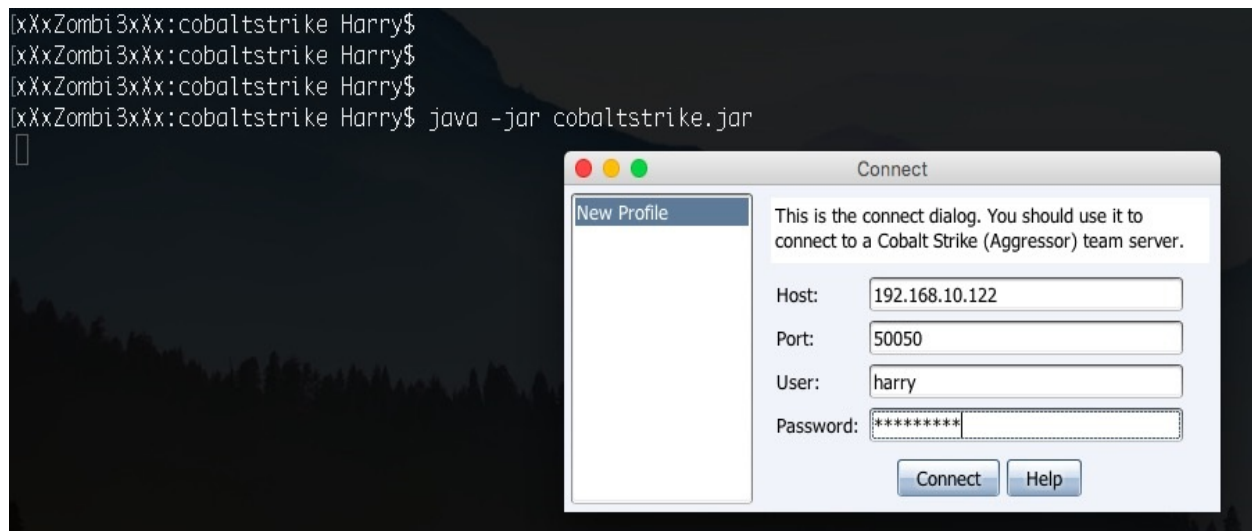 [xXxZombi3xXx:cobaltstrike Harry$
[xXxZombi3xXx:cobaltstrike Harry$
[xXxZombi3xXx:cobaltstrike Harry$
[xXxZombi3xXx:cobaltstrike Harry$ java -jar cobaltstrike.jar
Connect
New Profile
This is the connect dialog. You should use it to
connect to a Cobalt Strike (Aggressor) team server.
Host: 192.168.10.122
Port: 50050
User: harry
Password: *********
Connect Help